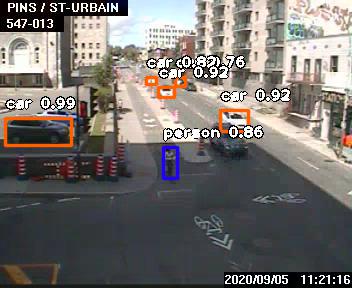 PINS / ST-URBAIN
547-013
car 0.82
0.76
car 0.92
car 0.99
car 0.92
person 0.86
2020/09/05 11:21:16